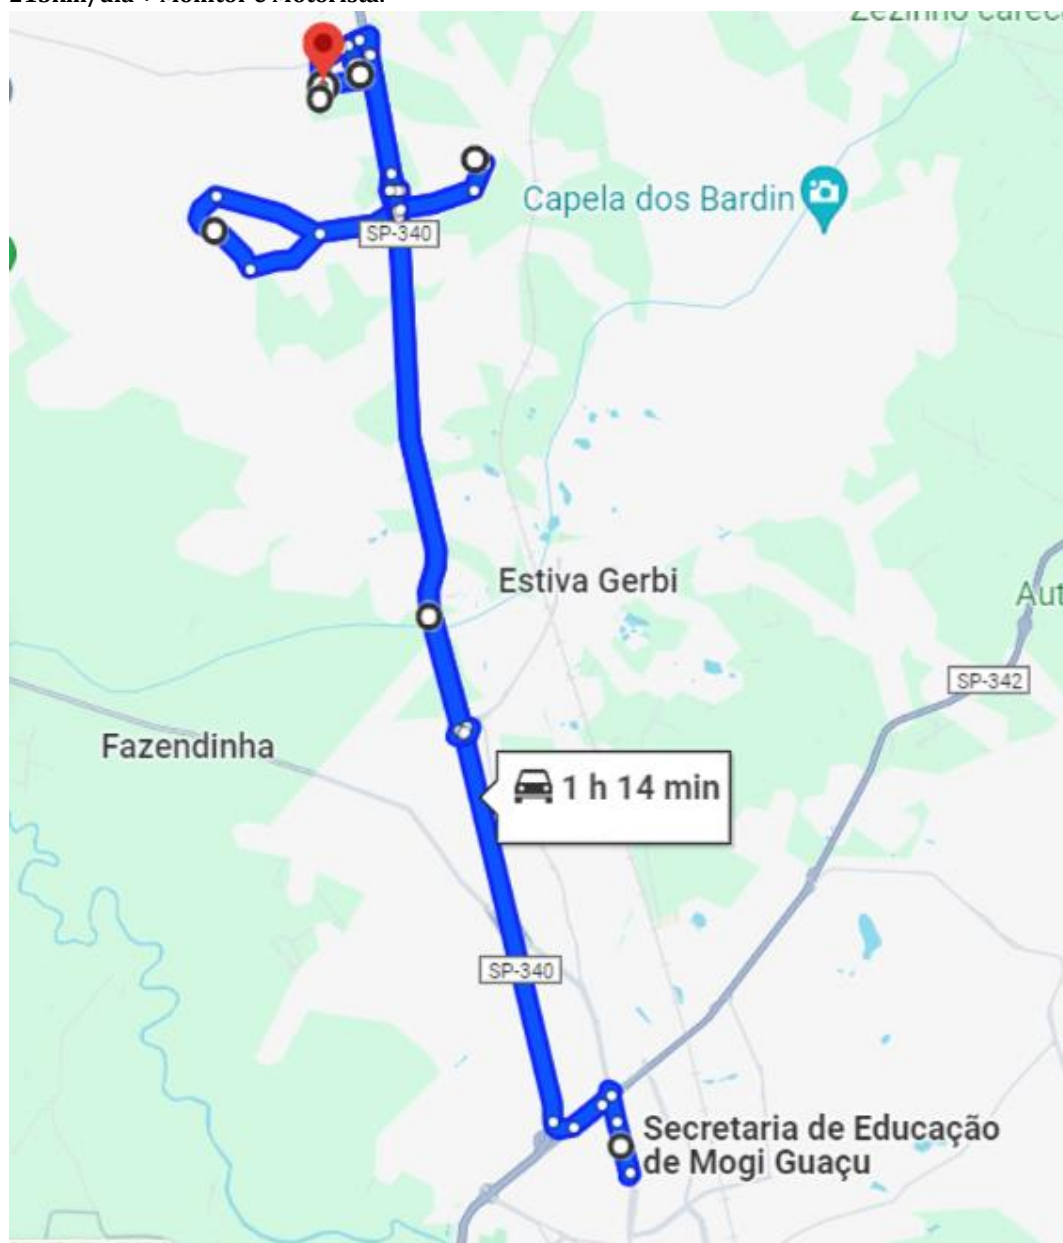 Capela dos Bardin
SP-340
Estiva Gerbi
SP-342
Fazendinha
1 h 14 min
SP-340
Secretaria de Educação
de Mogi Guaçu